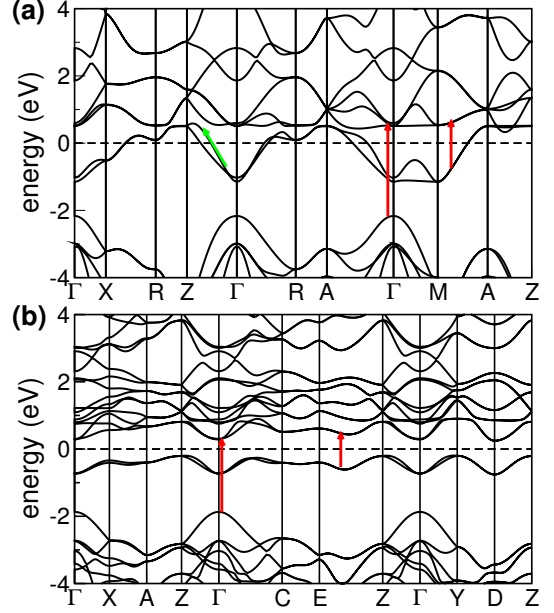 (a)
energy (eV)
4
2
0
-2
-4
Γ X R Z Γ R A Γ M A Z
(b)
energy (eV)
4
2
0
-2
-4
Γ X A Z Γ C E Z Γ Y D Z